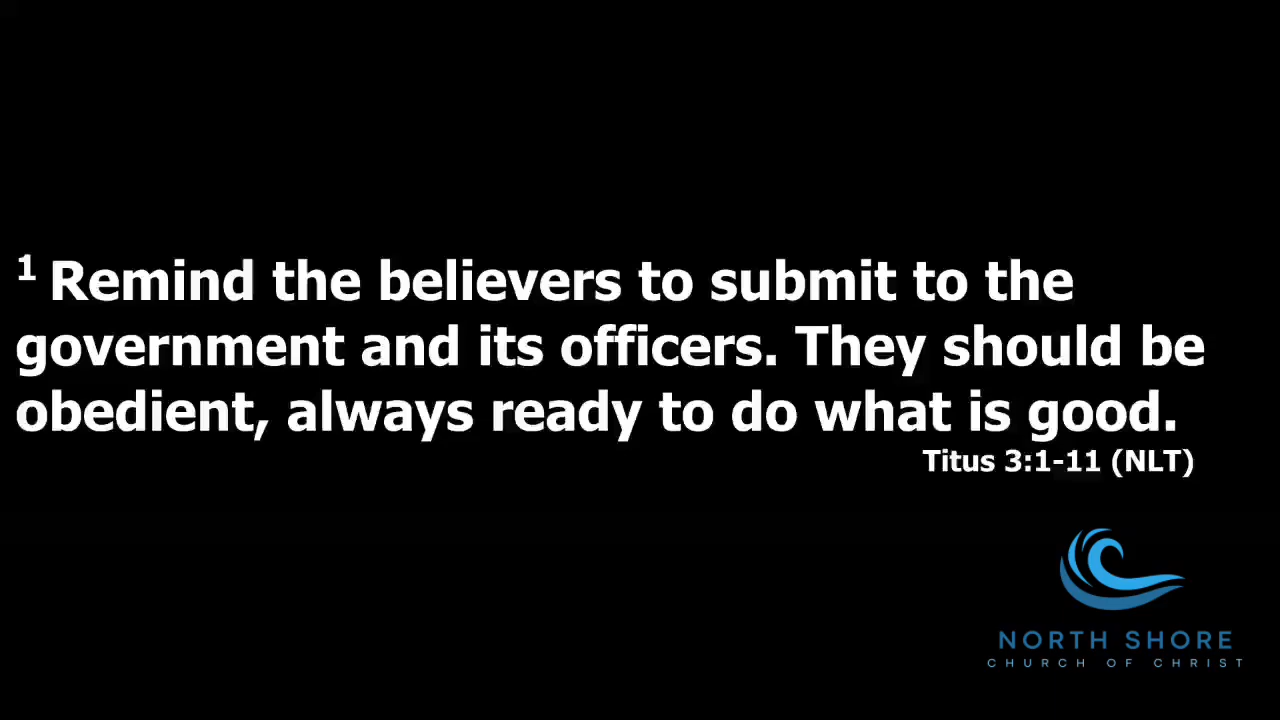 1 Remind the believers to submit to the
government and its officers. They should be
obedient, always ready to do what is good.
Titus 3:1-11 (NLT)
NORTH SHORE
CHURCH OF CHRIST